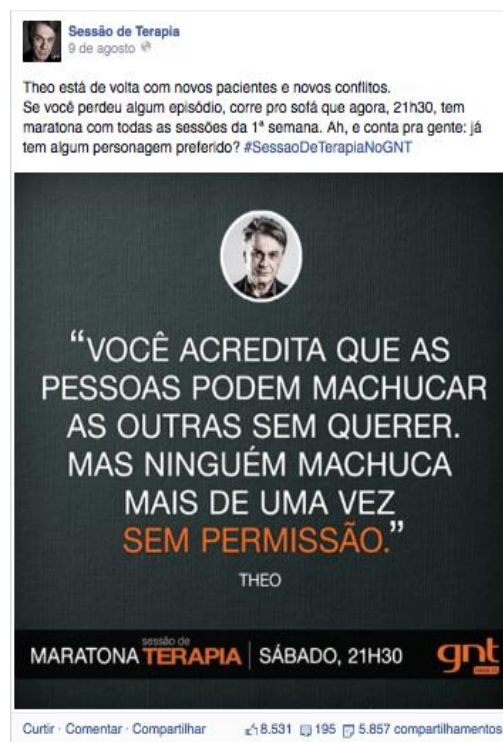 Sessão de Terapia
9 de agosto
Theo está de volta com novos pacientes e novos conflitos.
Se você perdeu algum episódio, corre pro sofá que agora, 21h30, tem
maratona com todas as sessões da 1ª semana. Ah, e conta pra gente: já
tem algum personagem preferido? #SessaoDeTerapiaNoGNT
“VOCÊ ACREDITA QUE AS
PESSOAS PODEM MACHUCAR
AS OUTRAS SEM QUERER.
MAS NINGUÉM MACHUCA
MAIS DE UMA VEZ
SEM PERMISSÃO.”
THEO
MARATONA sessão de TERAPIA | SÁBADO, 21H30 gnt
Curtir · Comentar · Compartilhar 8.531 195 5.857 compartilhamentos